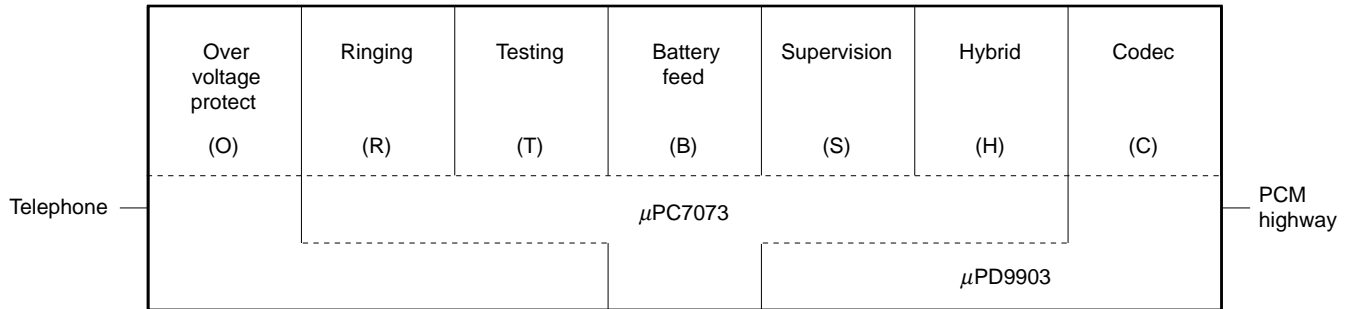 Over
voltage
protect
(O)
Ringing
(R)
Testing
(T)
Battery
feed
(B)
Supervision
(S)
Hybrid
(H)
Codec
(C)
Telephone
μPC7073
PCM
highway
μPD9903